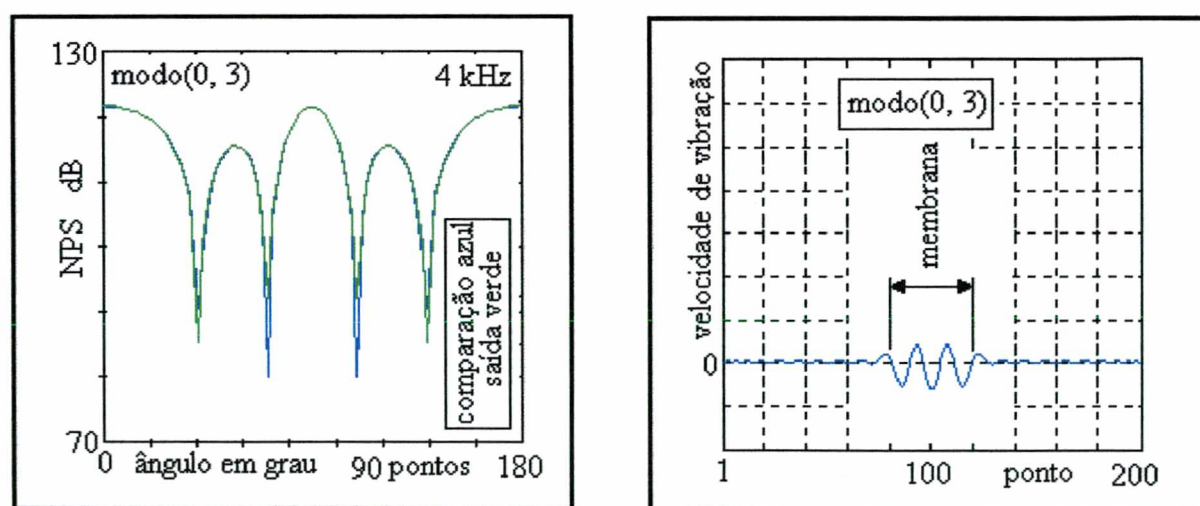 130
modo(0, 3)
4 kHz
NPS dB
comparação azul
saída verde
70
0
ângulo em grau
90 pontos
180
velocidade de vibração
modo(0, 3)
membrana
0
1
100
ponto
200